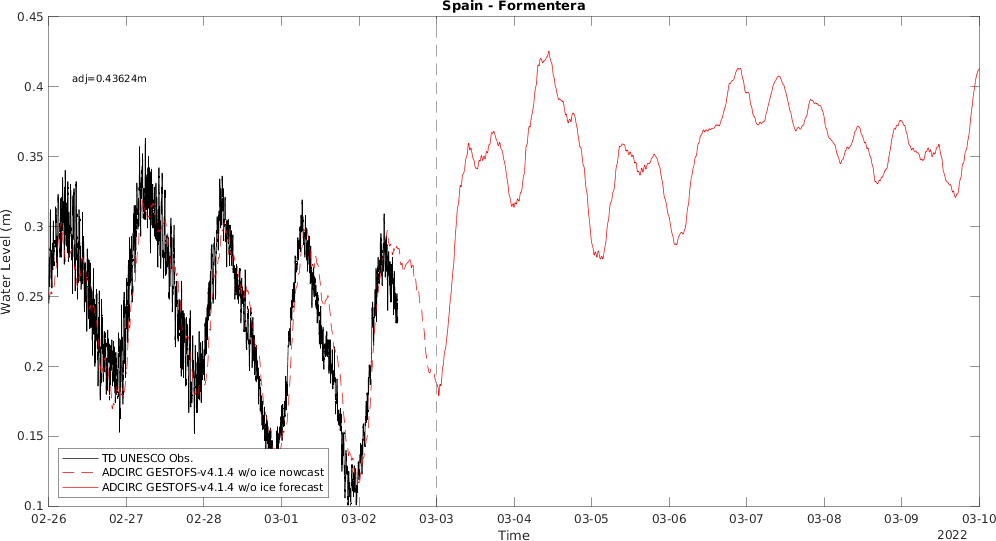 Spain - Formentera
0.45
0.4
0.35
0.3
0.25
0.2
0.15
0.1
Water Level (m)
adj=0.43624m
TD UNESCO Obs.
ADCIRC GESTOFS-v4.1.4 w/o ice nowcast
ADCIRC GESTOFS-v4.1.4 w/o ice forecast
02-26 02-27 02-28 03-01 03-02 03-03 03-04 03-05 03-06 03-07 03-08 03-09 03-10
Time
2022